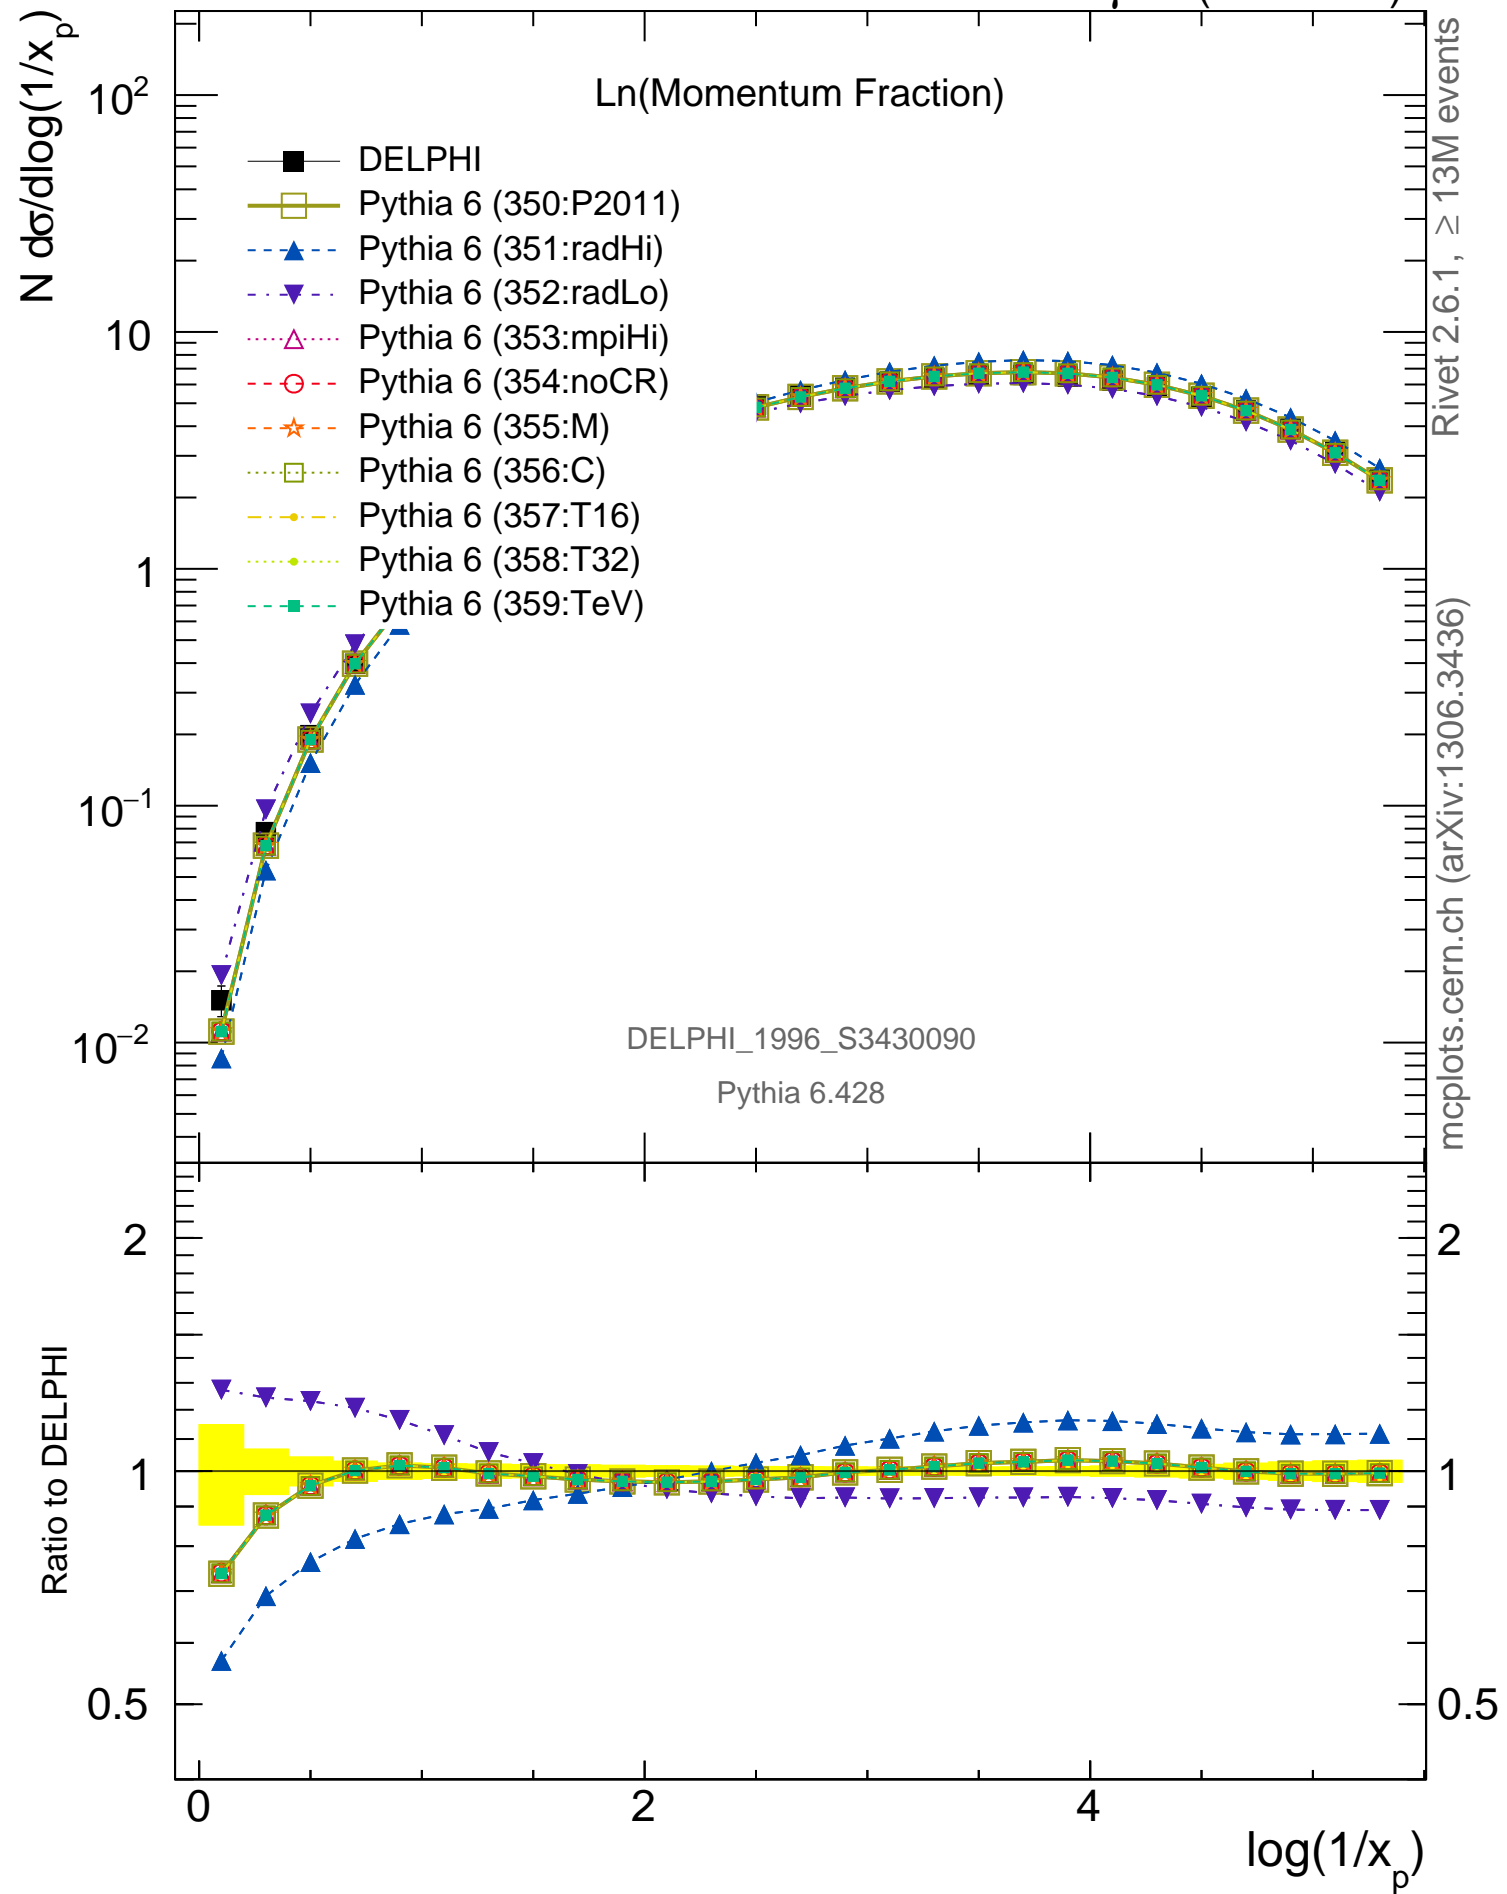 N dσ/dlog(1/x_p)
Ln(Momentum Fraction)
10²
10
1
10⁻¹
10⁻²
DELPHI
Pythia 6 (350:P2011)
Pythia 6 (351:radHi)
Pythia 6 (352:radLo)
Pythia 6 (353:mpiHi)
Pythia 6 (354:noCR)
Pythia 6 (355:M)
Pythia 6 (356:C)
Pythia 6 (357:T16)
Pythia 6 (358:T32)
Pythia 6 (359:TeV)
DELPHI_1996_S3430090
Pythia 6.428
Rivet 2.6.1, ≥ 13M events
mcplots.cern.ch (arXiv:1306.3436)
Ratio to DELPHI
2
1
0.5
2
1
0.5
0 2 4
log(1/x_p)